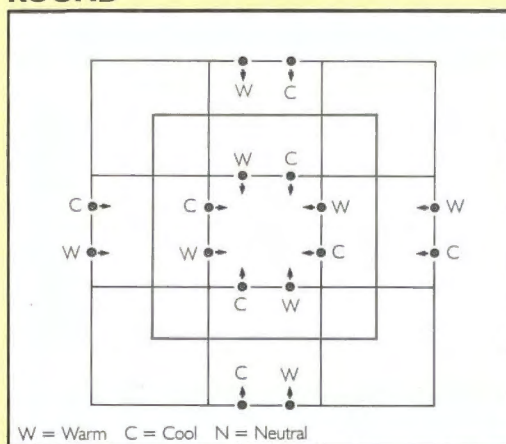 ROUND
W C
W C
C C W W
W W C C
C W
C W
W = Warm C = Cool N = Neutral